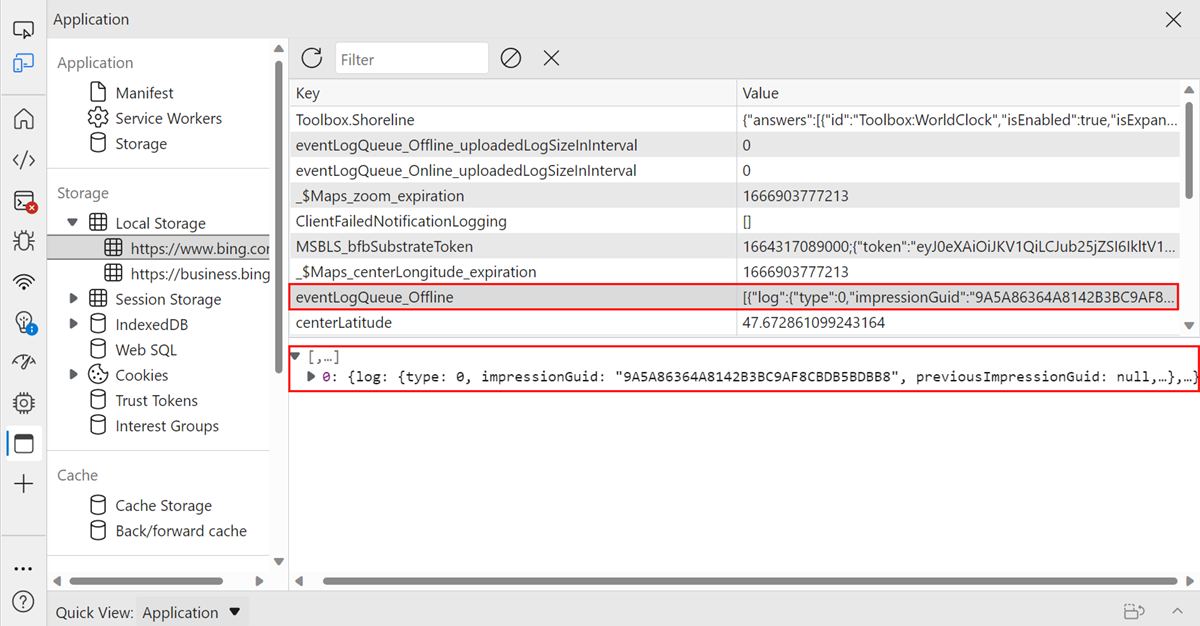 Application
Application
Manifest
Service Workers
Storage
Storage
Local Storage
https://www.bing.cor
https://business.bing
Session Storage
IndexedDB
Web SQL
Cookies
Trust Tokens
Interest Groups
Cache
Cache Storage
Back/forward cache
Filter
Key Value
Toolbox.Shoreline {"answers":[{"id":"Toolbox:WorldClock","isEnabled":true,"isExpan...
eventLogQueue_Offline_uploadedLogSizeInInterval 0
eventLogQueue_Online_uploadedLogSizeInInterval 0
_$Maps_zoom_expiration 1666903777213
ClientFailedNotificationLogging []
MSBLS_bfbSubstrateToken 1664317089000;{"token":"eyJ0eXAiOiJKV1QiLCJub25jZSI6IkltV1...
_$Maps_centerLongitude_expiration 1666903777213
eventLogQueue_Offline [{"log":{"type":0,"impressionGuid":"9A5A86364A8142B3BC9AF8...
centerLatitude 47.672861099243164
[,…]
0: {log: {type: 0, impressionGuid: "9A5A86364A8142B3BC9AF8CBDB5BDBB8", previousImpressionGuid: null,…},…}
Quick View: Application